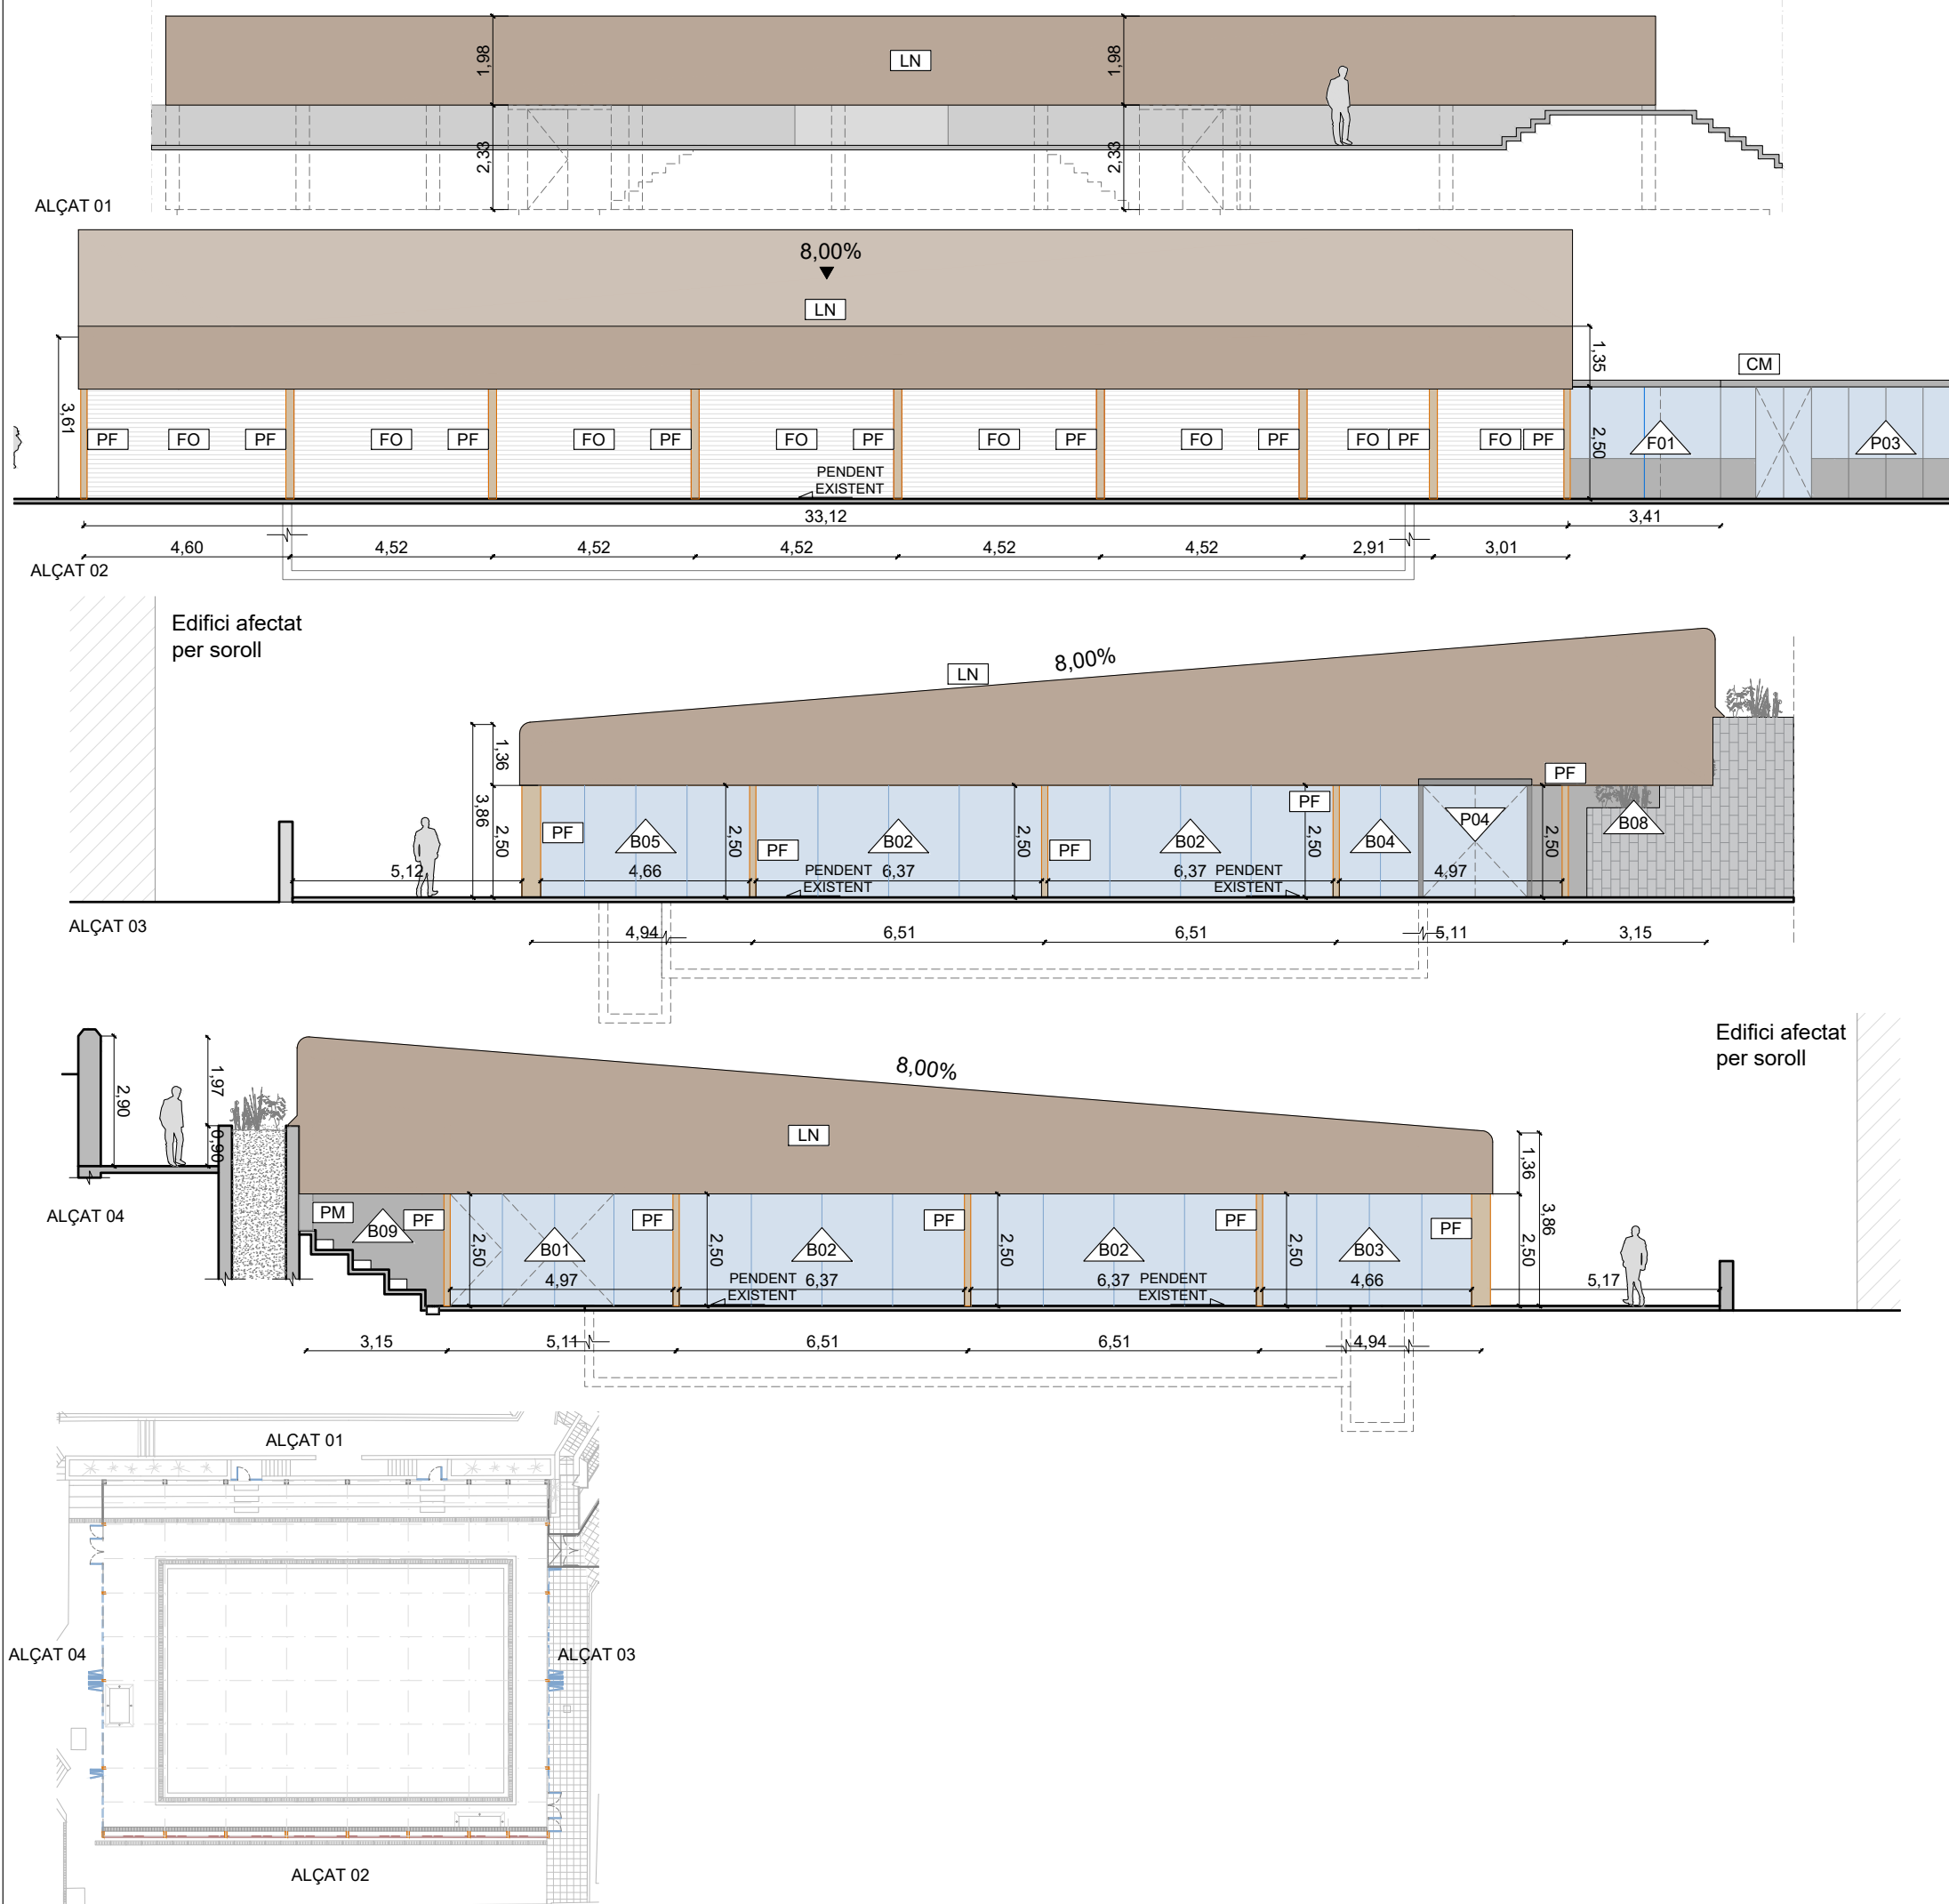 1,98
LN
1,98
2,33
2,33
ALÇAT 01
8,00%
LN
1,35
CM
3,61
PF FO PF FO PF FO PF FO PF FO PF FO PF FO PF FO PF
2,50
F01
P03
PENDENT
EXISTENT
33,12
3,41
4,60 4,52 4,52 4,52 4,52 4,52 2,91 3,01
ALÇAT 02
Edifici afectat
per soroll
LN
8,00%
1,36
3,86
2,50
PF
PF
B05
2,50
B02
2,50
B02
2,50
B04
P04
2,50
B08
PF
PF
PF
PF
5,12
4,66
PENDENT 6,37
EXISTENT
6,37 PENDENT
EXISTENT
4,97
ALÇAT 03
4,94 6,51 6,51 5,11 3,15
Edifici afectat
per soroll
8,00%
1,97
2,90
0,90
LN
1,36
3,86
2,50
ALÇAT 04
PM
PF
B09
2,50
B01
PF
2,50
B02
PF
2,50
B02
PF
2,50
B03
PF
4,97
PENDENT 6,37
EXISTENT
6,37 PENDENT
EXISTENT
4,66
5,17
3,15 5,11 6,51 6,51 4,94
ALÇAT 01
ALÇAT 04
ALÇAT 03
ALÇAT 02